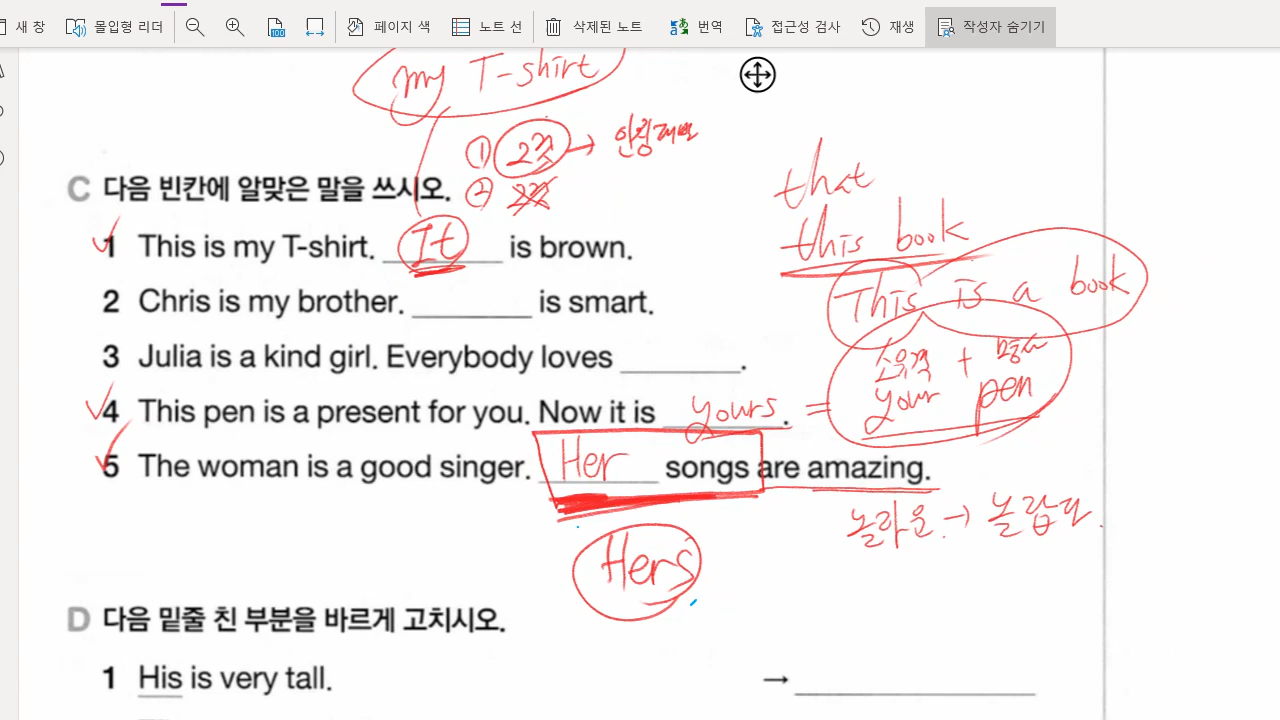 새 창 몰입형 리더 100 페이지 색 노트 선 삭제된 노트 번역 접근성 검사 재생 작성자 숨기기
my T-shirt
① 2것 → 인칭대명
②
that
this book
This is a book
C 다음 빈칸에 알맞은 말을 쓰시오.
1 This is my T-shirt. It is brown.
2 Chris is my brother. ________ is smart.
3 Julia is a kind girl. Everybody loves ________.
소유격 + 명사
4 This pen is a present for you. Now it is yours. = your pen
5 The woman is a good singer. Her songs are amazing.
놀라운 → 놀랍다.
Hers
D 다음 밑줄 친 부분을 바르게 고치시오.
1 His is very tall. → ________